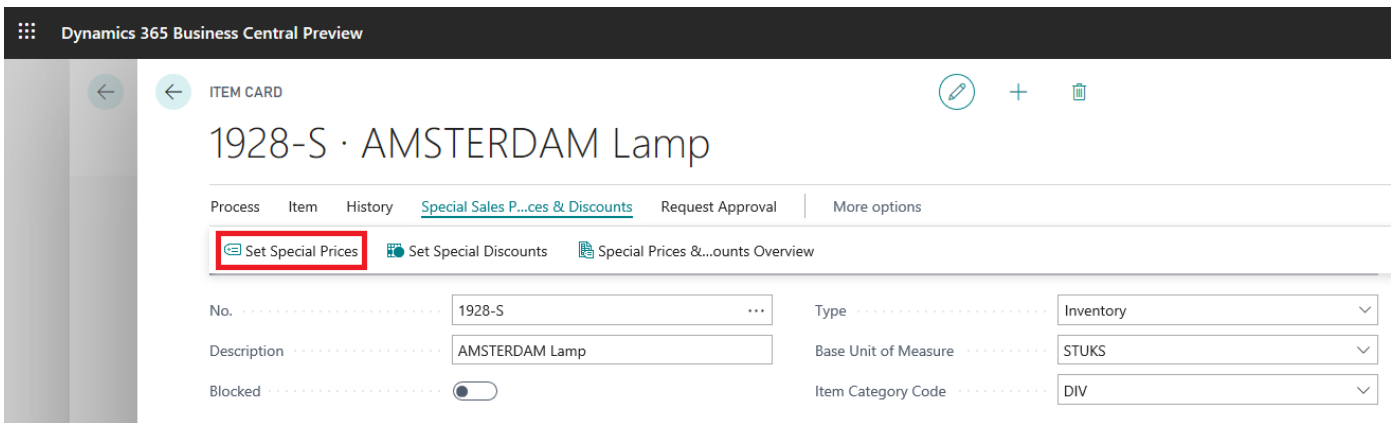 Dynamics 365 Business Central Preview
ITEM CARD
1928-S · AMSTERDAM Lamp
Process Item History Special Sales P...ces & Discounts Request Approval More options
Set Special Prices Set Special Discounts Special Prices &...ounts Overview
No. 1928-S ... Type Inventory
Description AMSTERDAM Lamp Base Unit of Measure STUKS
Blocked Item Category Code DIV